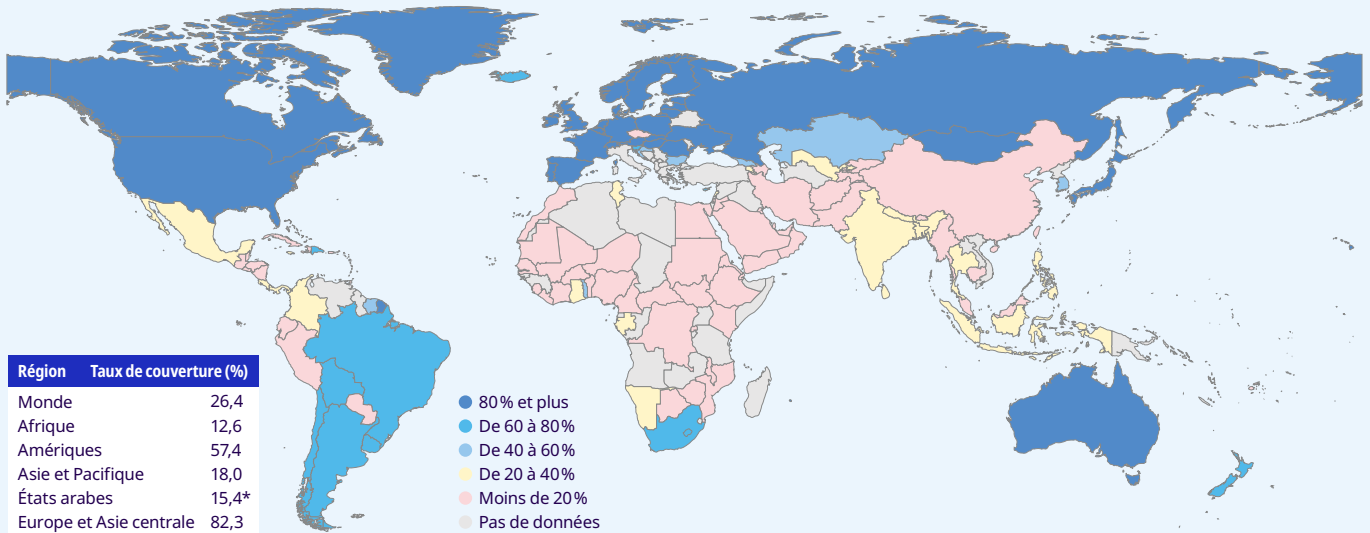 Région Taux de couverture (%)
Monde 26,4
Afrique 12,6
Amériques 57,4
Asie et Pacifique 18,0
États arabes 15,4*
Europe et Asie centrale 82,3
80 % et plus
De 60 à 80 %
De 40 à 60 %
De 20 à 40 %
Moins de 20 %
Pas de données